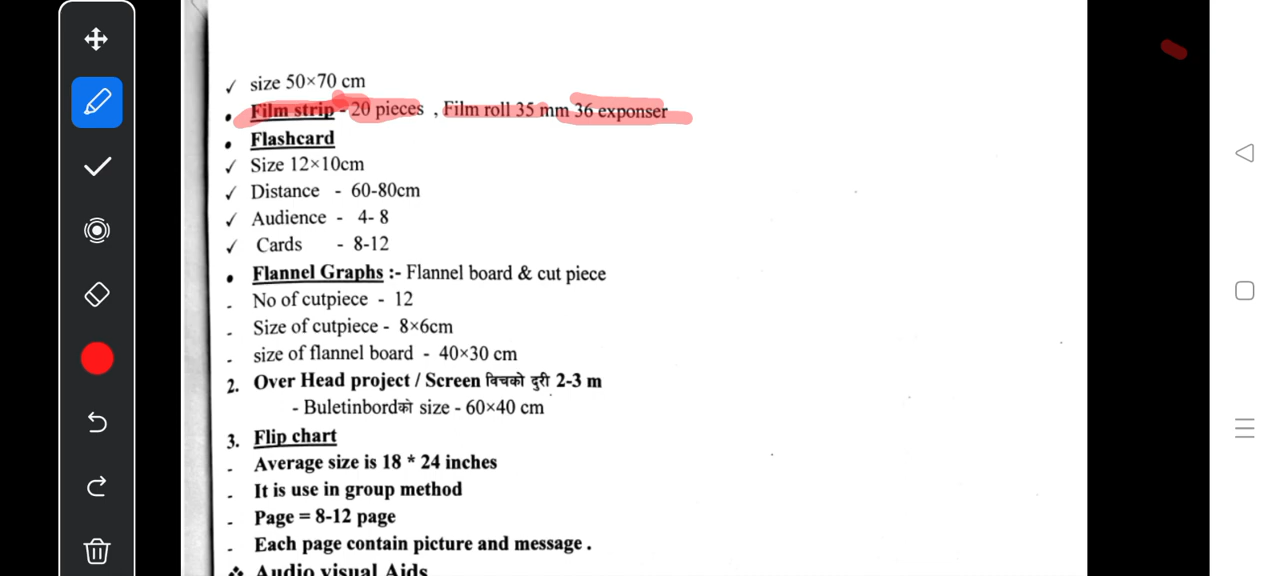 ✓ size 50×70 cm
• Film strip - 20 pieces , Film roll 35 mm 36 exponser
• Flashcard
✓ Size 12×10cm
✓ Distance - 60-80cm
✓ Audience - 4- 8
✓ Cards - 8-12
• Flannel Graphs :- Flannel board & cut piece
- No of cutpiece - 12
- Size of cutpiece - 8×6cm
- size of flannel board - 40×30 cm
2. Over Head project / Screen विचको दुरी 2-3 m
- Buletinbordको size - 60×40 cm
3. Flip chart
- Average size is 18 * 24 inches
- It is use in group method
- Page = 8-12 page
- Each page contain picture and message .
❖ Audio visual Aids